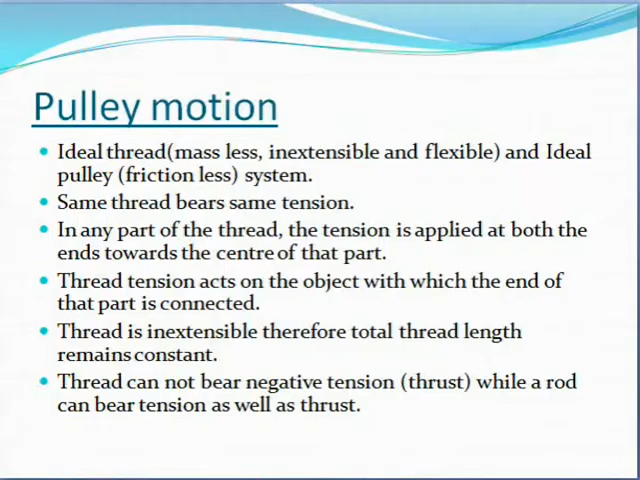 Pulley motion
• Ideal thread(mass less, inextensible and flexible) and Ideal
pulley (friction less) system.
• Same thread bears same tension.
• In any part of the thread, the tension is applied at both the
ends towards the centre of that part.
• Thread tension acts on the object with which the end of
that part is connected.
• Thread is inextensible therefore total thread length
remains constant.
• Thread can not bear negative tension (thrust) while a rod
can bear tension as well as thrust.